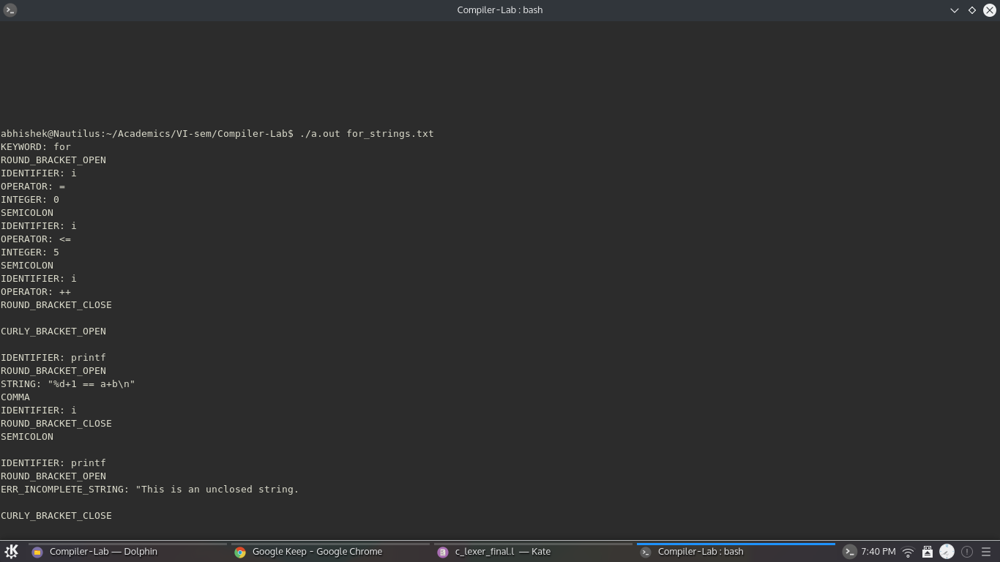 Compiler-Lab : bash
abhishek@Nautilus:~/Academics/VI-sem/Compiler-Lab$ ./a.out for_strings.txt
KEYWORD: for
ROUND_BRACKET_OPEN
IDENTIFIER: i
OPERATOR: =
INTEGER: 0
SEMICOLON
IDENTIFIER: i
OPERATOR: <=
INTEGER: 5
SEMICOLON
IDENTIFIER: i
OPERATOR: ++
ROUND_BRACKET_CLOSE
CURLY_BRACKET_OPEN
IDENTIFIER: printf
ROUND_BRACKET_OPEN
STRING: "%d+1 == a+b\n"
COMMA
IDENTIFIER: i
ROUND_BRACKET_CLOSE
SEMICOLON
IDENTIFIER: printf
ROUND_BRACKET_OPEN
ERR_INCOMPLETE_STRING: "This is an unclosed string.
CURLY_BRACKET_CLOSE
Compiler-Lab — Dolphin Google Keep - Google Chrome c_lexer_final.l — Kate Compiler-Lab : bash 7:40 PM